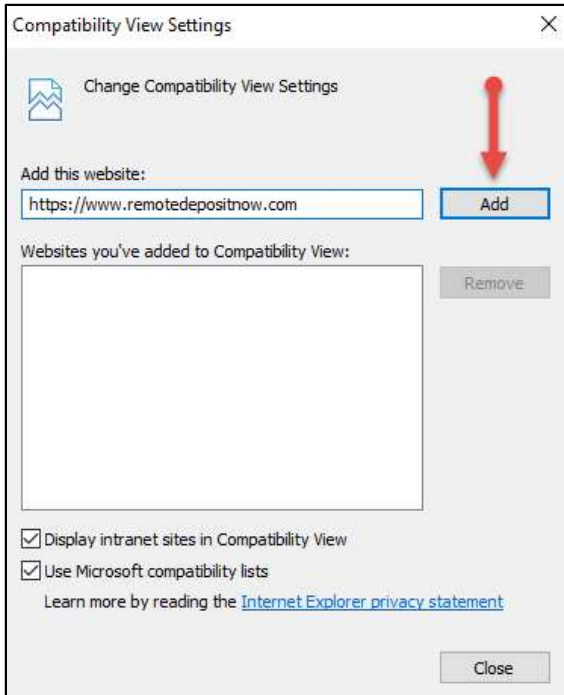 Compatibility View Settings
Change Compatibility View Settings
Add this website:
https://www.remotedepositnow.com
Add
Websites you've added to Compatibility View:
Remove
Display intranet sites in Compatibility View
Use Microsoft compatibility lists
Learn more by reading the Internet Explorer privacy statement
Close